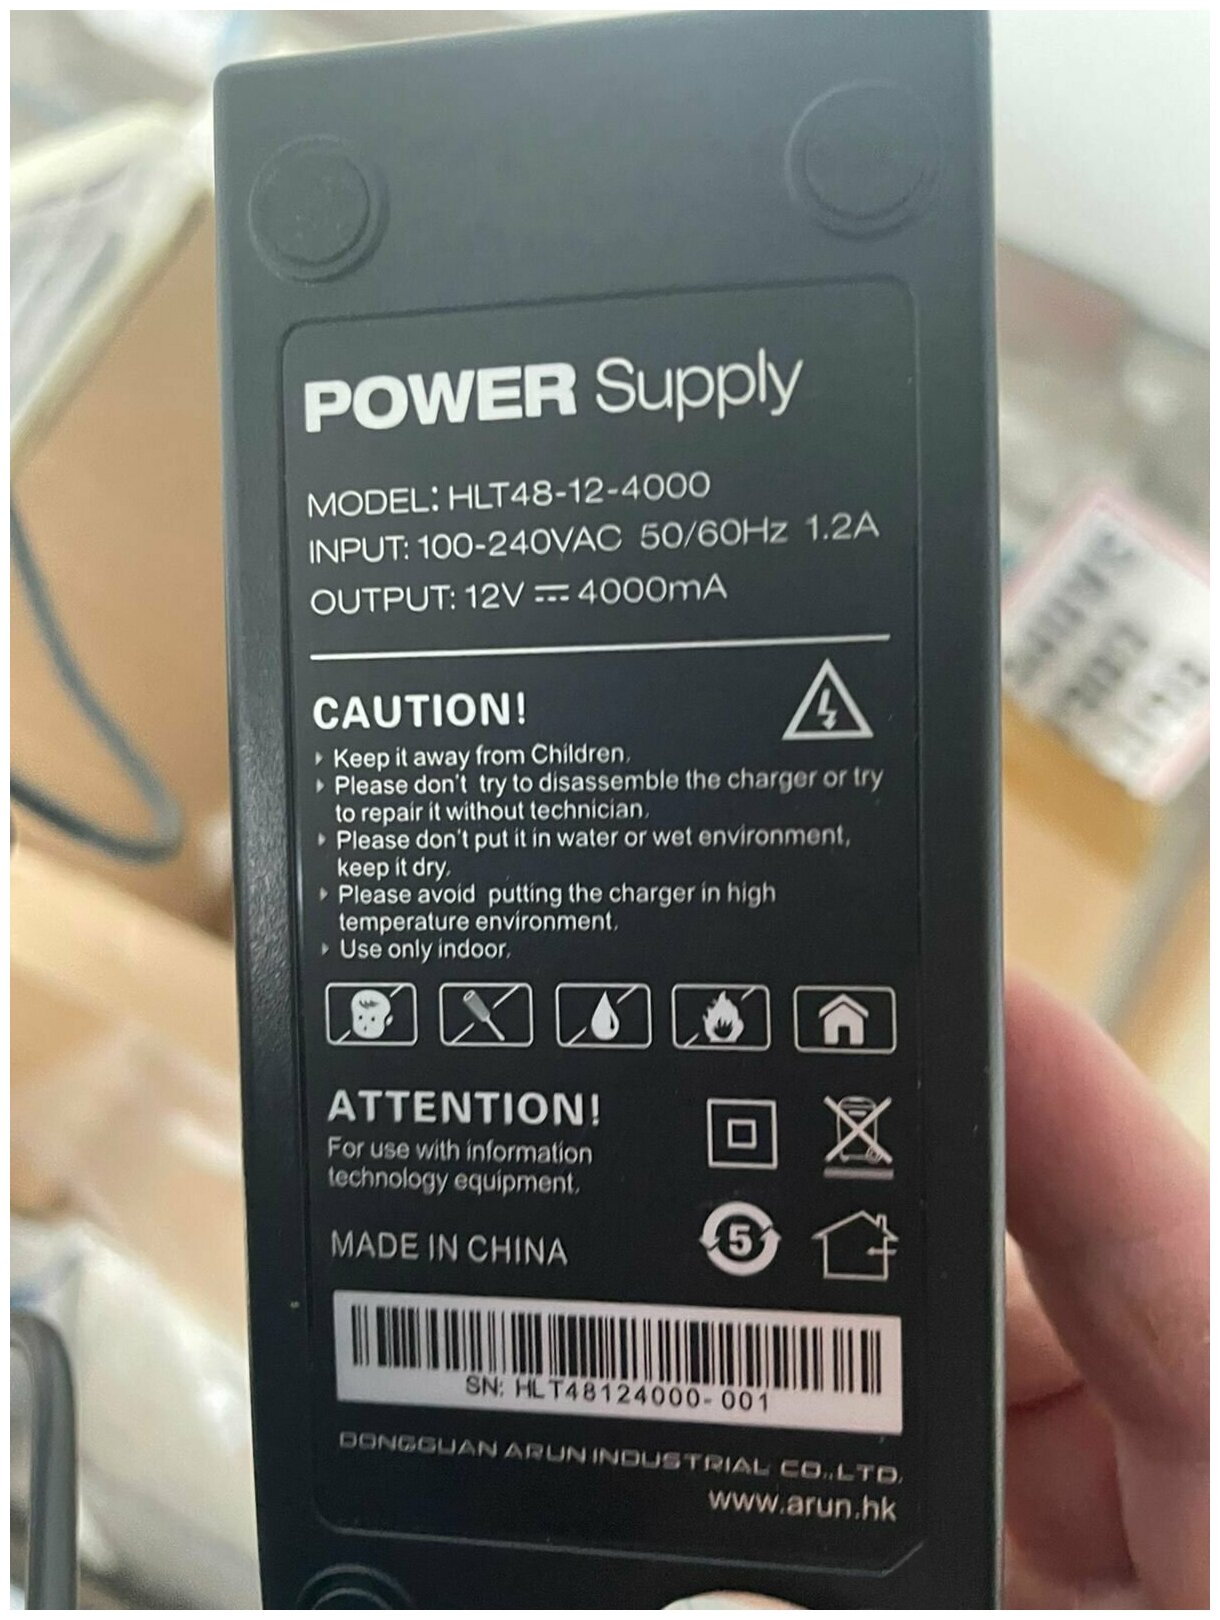 POWER Supply
MODEL: HLT48-12-4000
INPUT: 100-240VAC 50/60Hz 1.2A
OUTPUT: 12V ⎓ 4000mA
CAUTION!
Keep it away from Children.
Please don't try to disassemble the charger or try
to repair it without technician.
Please don't put it in water or wet environment,
keep it dry.
Please avoid putting the charger in high
temperature environment.
Use only indoor.
ATTENTION!
For use with information
technology equipment.
5
MADE IN CHINA
SN: HLT48124000-001
DONGGUAN ARUN INDUSTRIAL CO.,LTD.
www.arun.hk